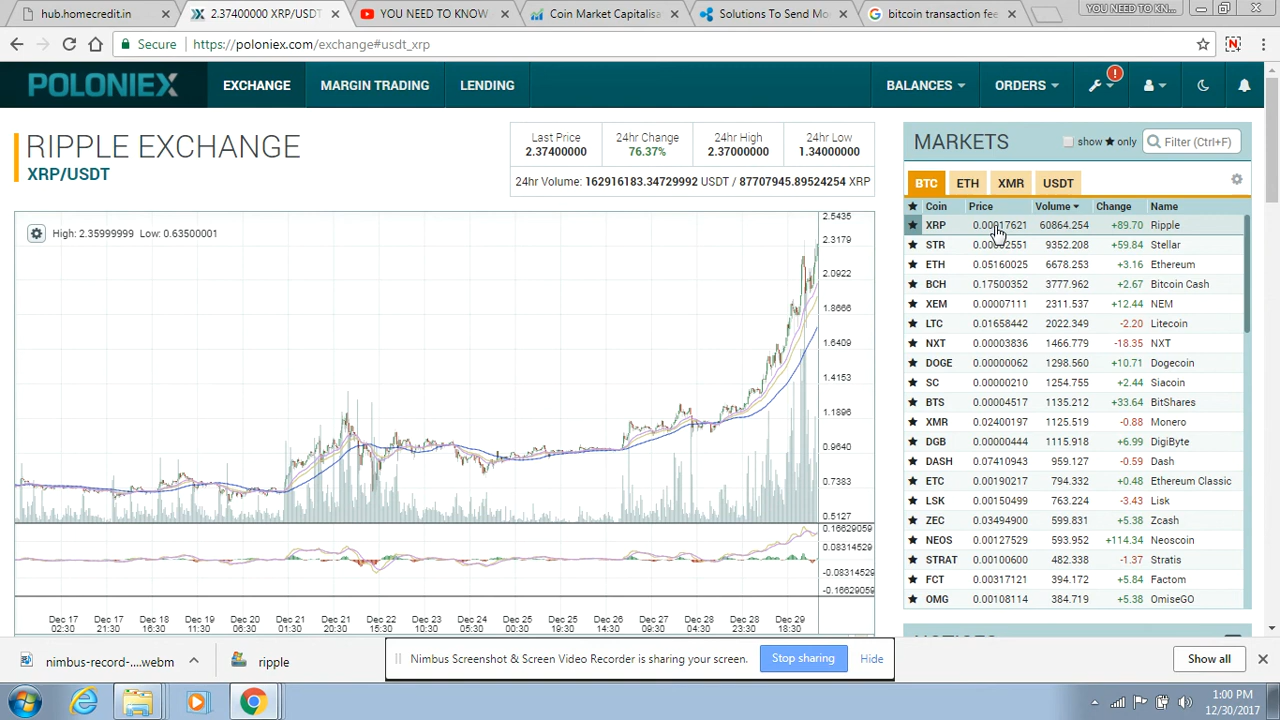 hub.homecredit.in
2.37400000 XRP/USDT
YOU NEED TO KNOW
Coin Market Capitalisa
Solutions To Send Mo
bitcoin transaction fee
YOU NEED TO KN...
Secure
https://poloniex.com/exchange#usdt_xrp
POLONIEX
EXCHANGE
MARGIN TRADING
LENDING
BALANCES
ORDERS
!
RIPPLE EXCHANGE
XRP/USDT
Last Price
2.37400000
24hr Change
76.37%
24hr High
2.37000000
24hr Low
1.34000000
24hr Volume: 162916183.34729992 USDT / 87707945.89524254 XRP
High: 2.35999999 Low: 0.63500001
2.5435
2.3179
2.0922
1.8666
1.6409
1.4153
1.1896
0.9640
0.7383
0.5127
0.16629059
0.08314529
-0.08314529
-0.16629059
Dec 17 02:30
Dec 17 21:30
Dec 18 16:30
Dec 19 11:30
Dec 20 06:30
Dec 21 01:30
Dec 21 20:30
Dec 22 15:30
Dec 23 10:30
Dec 24 05:30
Dec 25 00:30
Dec 25 19:30
Dec 26 14:30
Dec 27 09:30
Dec 28 04:30
Dec 28 23:30
Dec 29 18:30
MARKETS
show ★ only
Filter (Ctrl+F)
BTC ETH XMR USDT
★ Coin Price Volume Change Name
★ XRP 0.00017621 60864.254 +89.70 Ripple
★ STR 0.00002551 9352.208 +59.84 Stellar
★ ETH 0.05160025 6678.253 +3.16 Ethereum
★ BCH 0.17500352 3777.962 +2.67 Bitcoin Cash
★ XEM 0.00007111 2311.537 +12.44 NEM
★ LTC 0.01658442 2022.349 -2.20 Litecoin
★ NXT 0.00003836 1466.779 -18.35 NXT
★ DOGE 0.00000062 1298.560 +10.71 Dogecoin
★ SC 0.00000210 1254.755 +2.44 Siacoin
★ BTS 0.00004517 1135.212 +33.64 BitShares
★ XMR 0.02400197 1125.519 -0.88 Monero
★ DGB 0.00000444 1115.918 +6.99 DigiByte
★ DASH 0.07410943 959.127 -0.59 Dash
★ ETC 0.00190217 794.332 +0.48 Ethereum Classic
★ LSK 0.00150499 763.224 -3.43 Lisk
★ ZEC 0.03494900 599.831 +5.38 Zcash
★ NEOS 0.00127529 593.952 +114.34 Neoscoin
★ STRAT 0.00100600 482.338 -1.37 Stratis
★ FCT 0.00317121 394.172 +5.84 Factom
★ OMG 0.00108114 384.719 +5.38 OmiseGO
nimbus-record-....webm
ripple
Nimbus Screenshot & Screen Video Recorder is sharing your screen.
Stop sharing
Hide
Show all
1:00 PM
12/30/2017